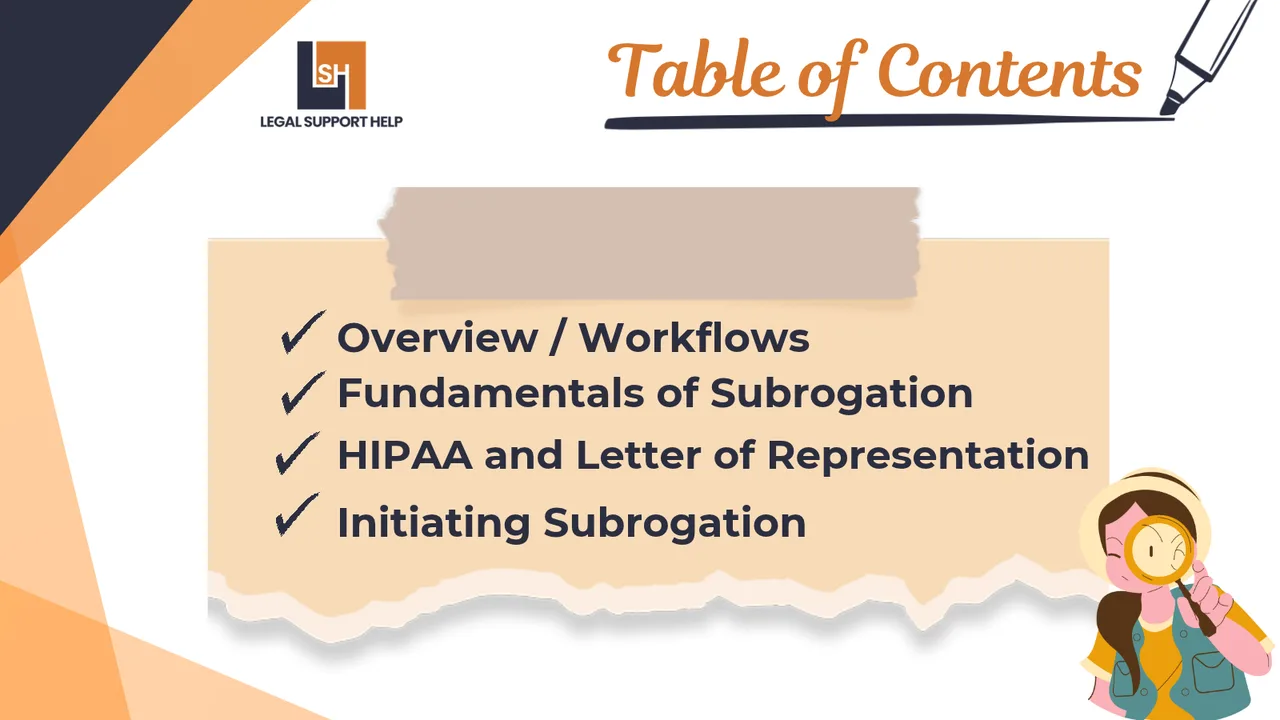 SH
LEGAL SUPPORT HELP
Table of Contents
Overview / Workflows
Fundamentals of Subrogation
HIPAA and Letter of Representation
Initiating Subrogation